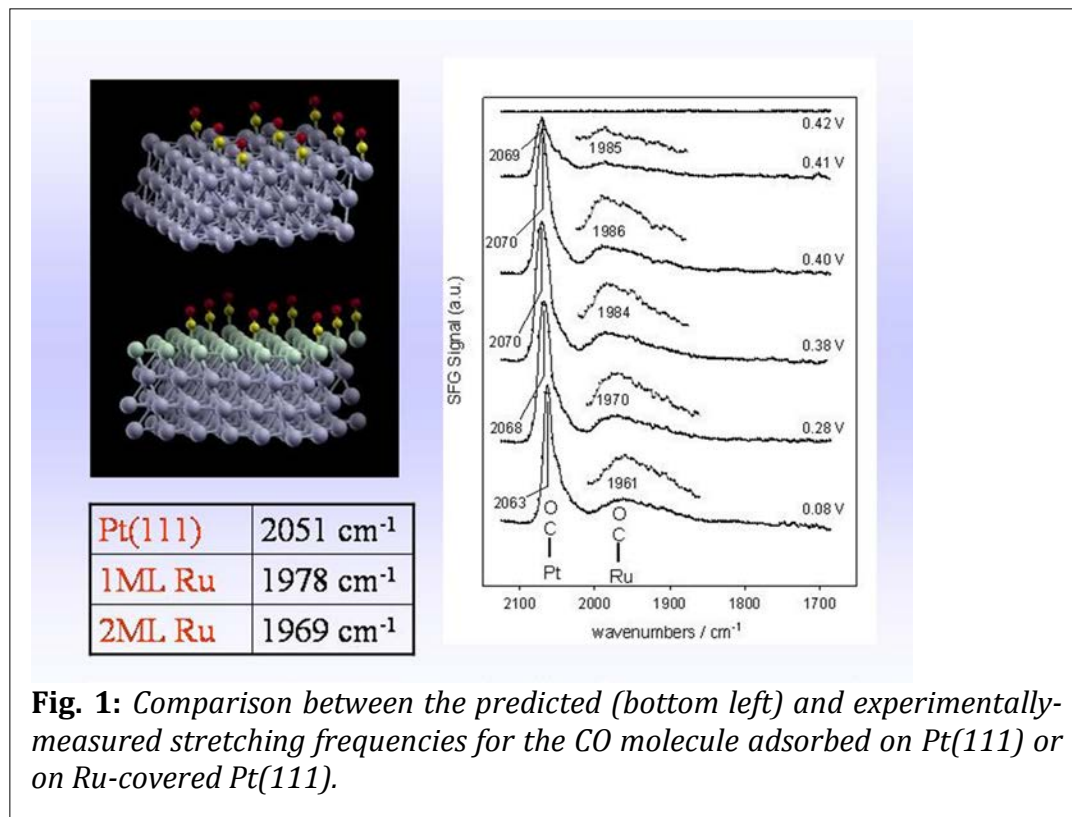 Pt(111) 2051 cm-1
1ML Ru 1978 cm-1
2ML Ru 1969 cm-1
SFG Signal (a.u.)
0.42 V
2069
1985
0.41 V
2070
1986
0.40 V
2070
1984
0.38 V
2068
1970
0.28 V
2063
1961
0.08 V
O O
C C
Pt Ru
2100 2000 1900 1800 1700
wavenumbers / cm-1
Fig. 1: Comparison between the predicted (bottom left) and experimentally-
measured stretching frequencies for the CO molecule adsorbed on Pt(111) or
on Ru-covered Pt(111).